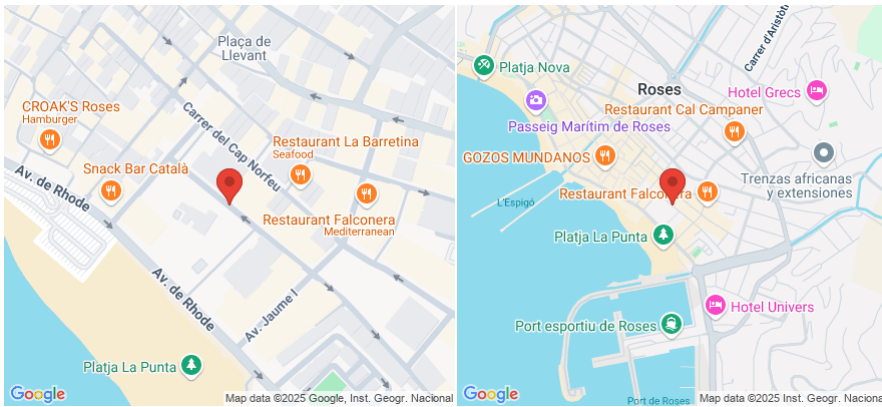 Plaça de
Llevant
CROAK'S Roses
Hamburger
Carrer del Cap Norfeu
Restaurant La Barretina
Seafood
Snack Bar Català
Av. de Rhode
Restaurant Falconera
Mediterranean
Av. de Rhode
Av. Jaume I
Platja La Punta
Google
Map data ©2025 Google, Inst. Geogr. Nacional
Carrer d'Aristòt
Platja Nova
Roses
Hotel Grecs
Restaurant Cal Campaner
Passeig Marítim de Roses
GOZOS MUNDANOS
Trenzas africanas
y extensiones
Restaurant Falconera
L'Espigó
Platja La Punta
Hotel Univers
Port esportiu de Roses
Port de Roses
Google
Map data ©2025 Inst. Geogr. Nacional